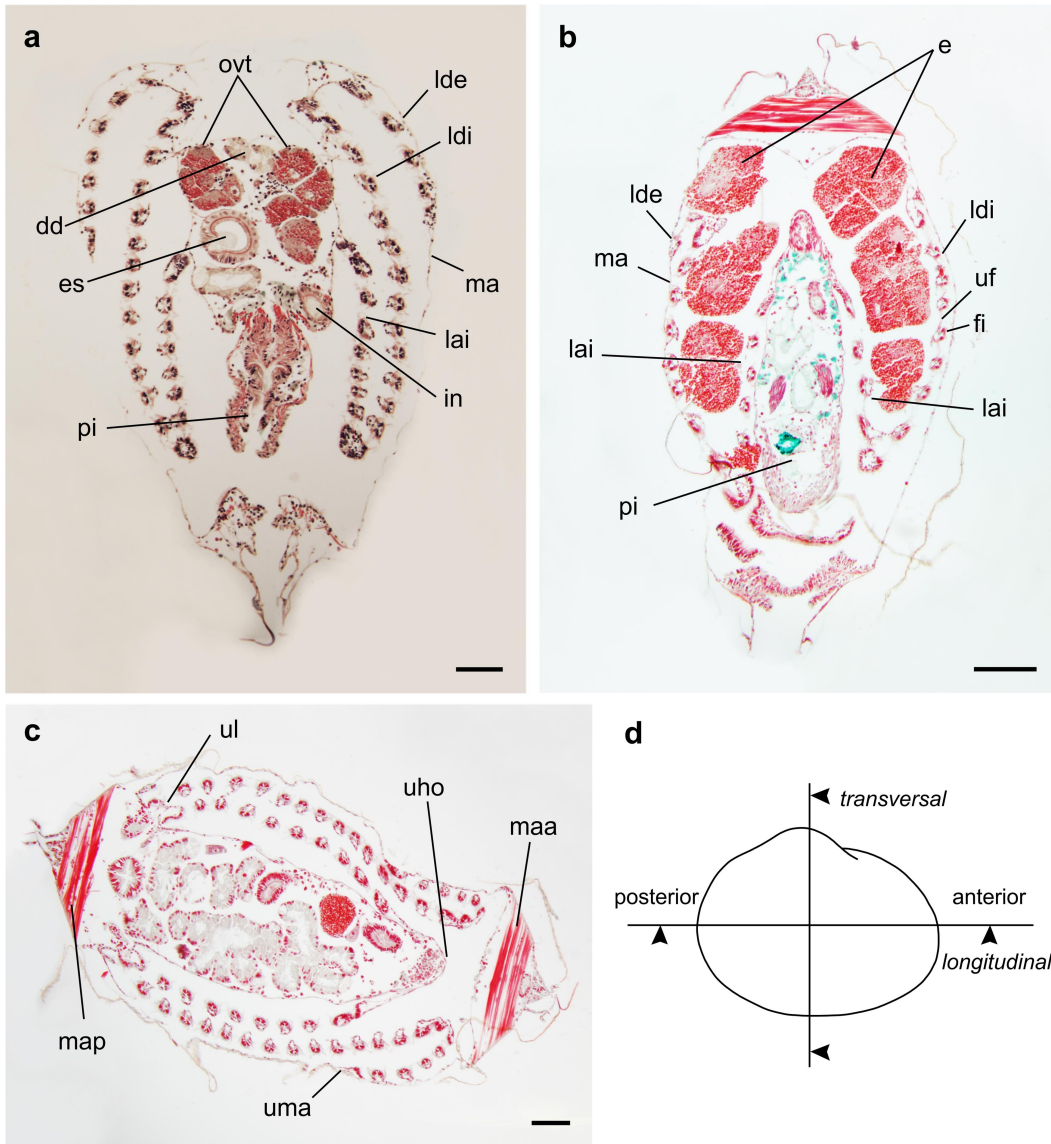 a
ovt
lde
ldi
dd
es
ma
lai
in
pi
b
e
lde
ldi
ma
uf
fi
lai
lai
pi
c
ul
uho
maa
map
uma
d
transversal
posterior
anterior
longitudinal